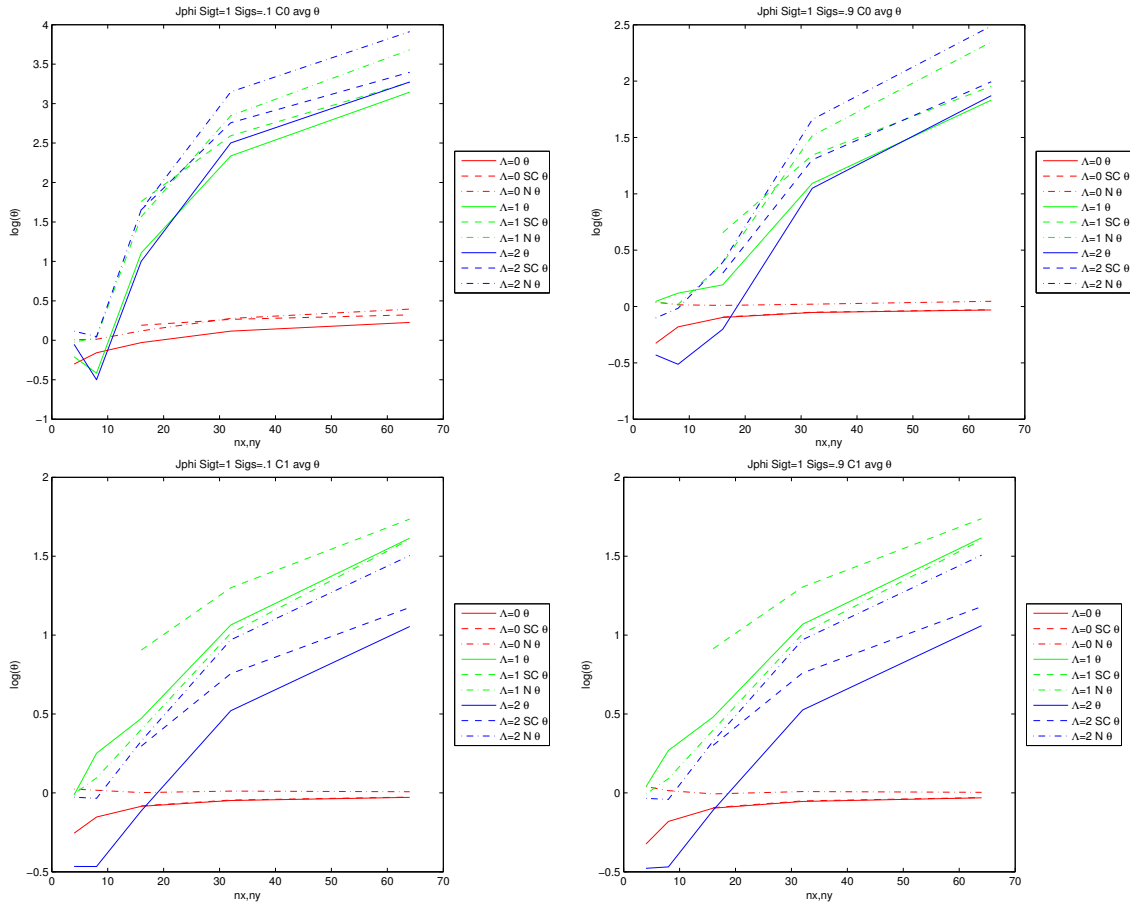 Jphi Sigt=1 Sigs=.1 C0 avg θ
4
3.5
3
2.5
2
1.5
1
0.5
0
−0.5
−1
log(θ)
0 10 20 30 40 50 60 70
nx,ny
Λ=0 θ
Λ=0 SC θ
Λ=0 N θ
Λ=1 θ
Λ=1 SC θ
Λ=1 N θ
Λ=2 θ
Λ=2 SC θ
Λ=2 N θ
Jphi Sigt=1 Sigs=.9 C0 avg θ
2.5
2
1.5
1
0.5
0
−0.5
−1
log(θ)
0 10 20 30 40 50 60 70
nx,ny
Λ=0 θ
Λ=0 SC θ
Λ=0 N θ
Λ=1 θ
Λ=1 SC θ
Λ=1 N θ
Λ=2 θ
Λ=2 SC θ
Λ=2 N θ
Jphi Sigt=1 Sigs=.1 C1 avg θ
2
1.5
1
0.5
0
−0.5
log(θ)
0 10 20 30 40 50 60 70
nx,ny
Λ=0 θ
Λ=0 SC θ
Λ=0 N θ
Λ=1 θ
Λ=1 SC θ
Λ=1 N θ
Λ=2 θ
Λ=2 SC θ
Λ=2 N θ
Jphi Sigt=1 Sigs=.9 C1 avg θ
2
1.5
1
0.5
0
−0.5
log(θ)
0 10 20 30 40 50 60 70
nx,ny
Λ=0 θ
Λ=0 SC θ
Λ=0 N θ
Λ=1 θ
Λ=1 SC θ
Λ=1 N θ
Λ=2 θ
Λ=2 SC θ
Λ=2 N θ